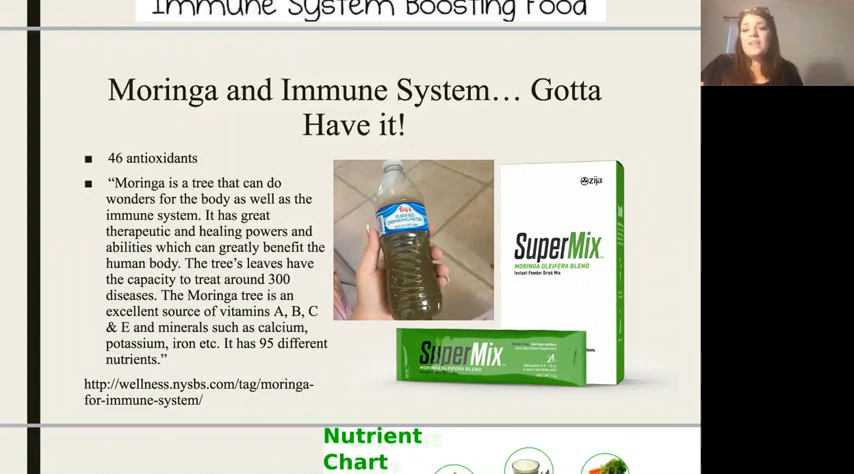 Immune System Boosting Food
Moringa and Immune System… Gotta
Have it!
■ 46 antioxidants
■ “Moringa is a tree that can do
wonders for the body as well as the
immune system. It has great
therapeutic and healing powers and
abilities which can greatly benefit the
human body. The tree’s leaves have
the capacity to treat around 300
diseases. The Moringa tree is an
excellent source of vitamins A, B, C
& E and minerals such as calcium,
potassium, iron etc. It has 95 different
nutrients.”
http://wellness.nysbs.com/tag/moringa-
for-immune-system/
PURIFIED
DRINKING WATER
zija
SuperMix
MORINGA OLEIFERA BLEND
Instant Powder Drink Mix
SuperMix
MORINGA OLEIFERA BLEND
Nutrient
Chart